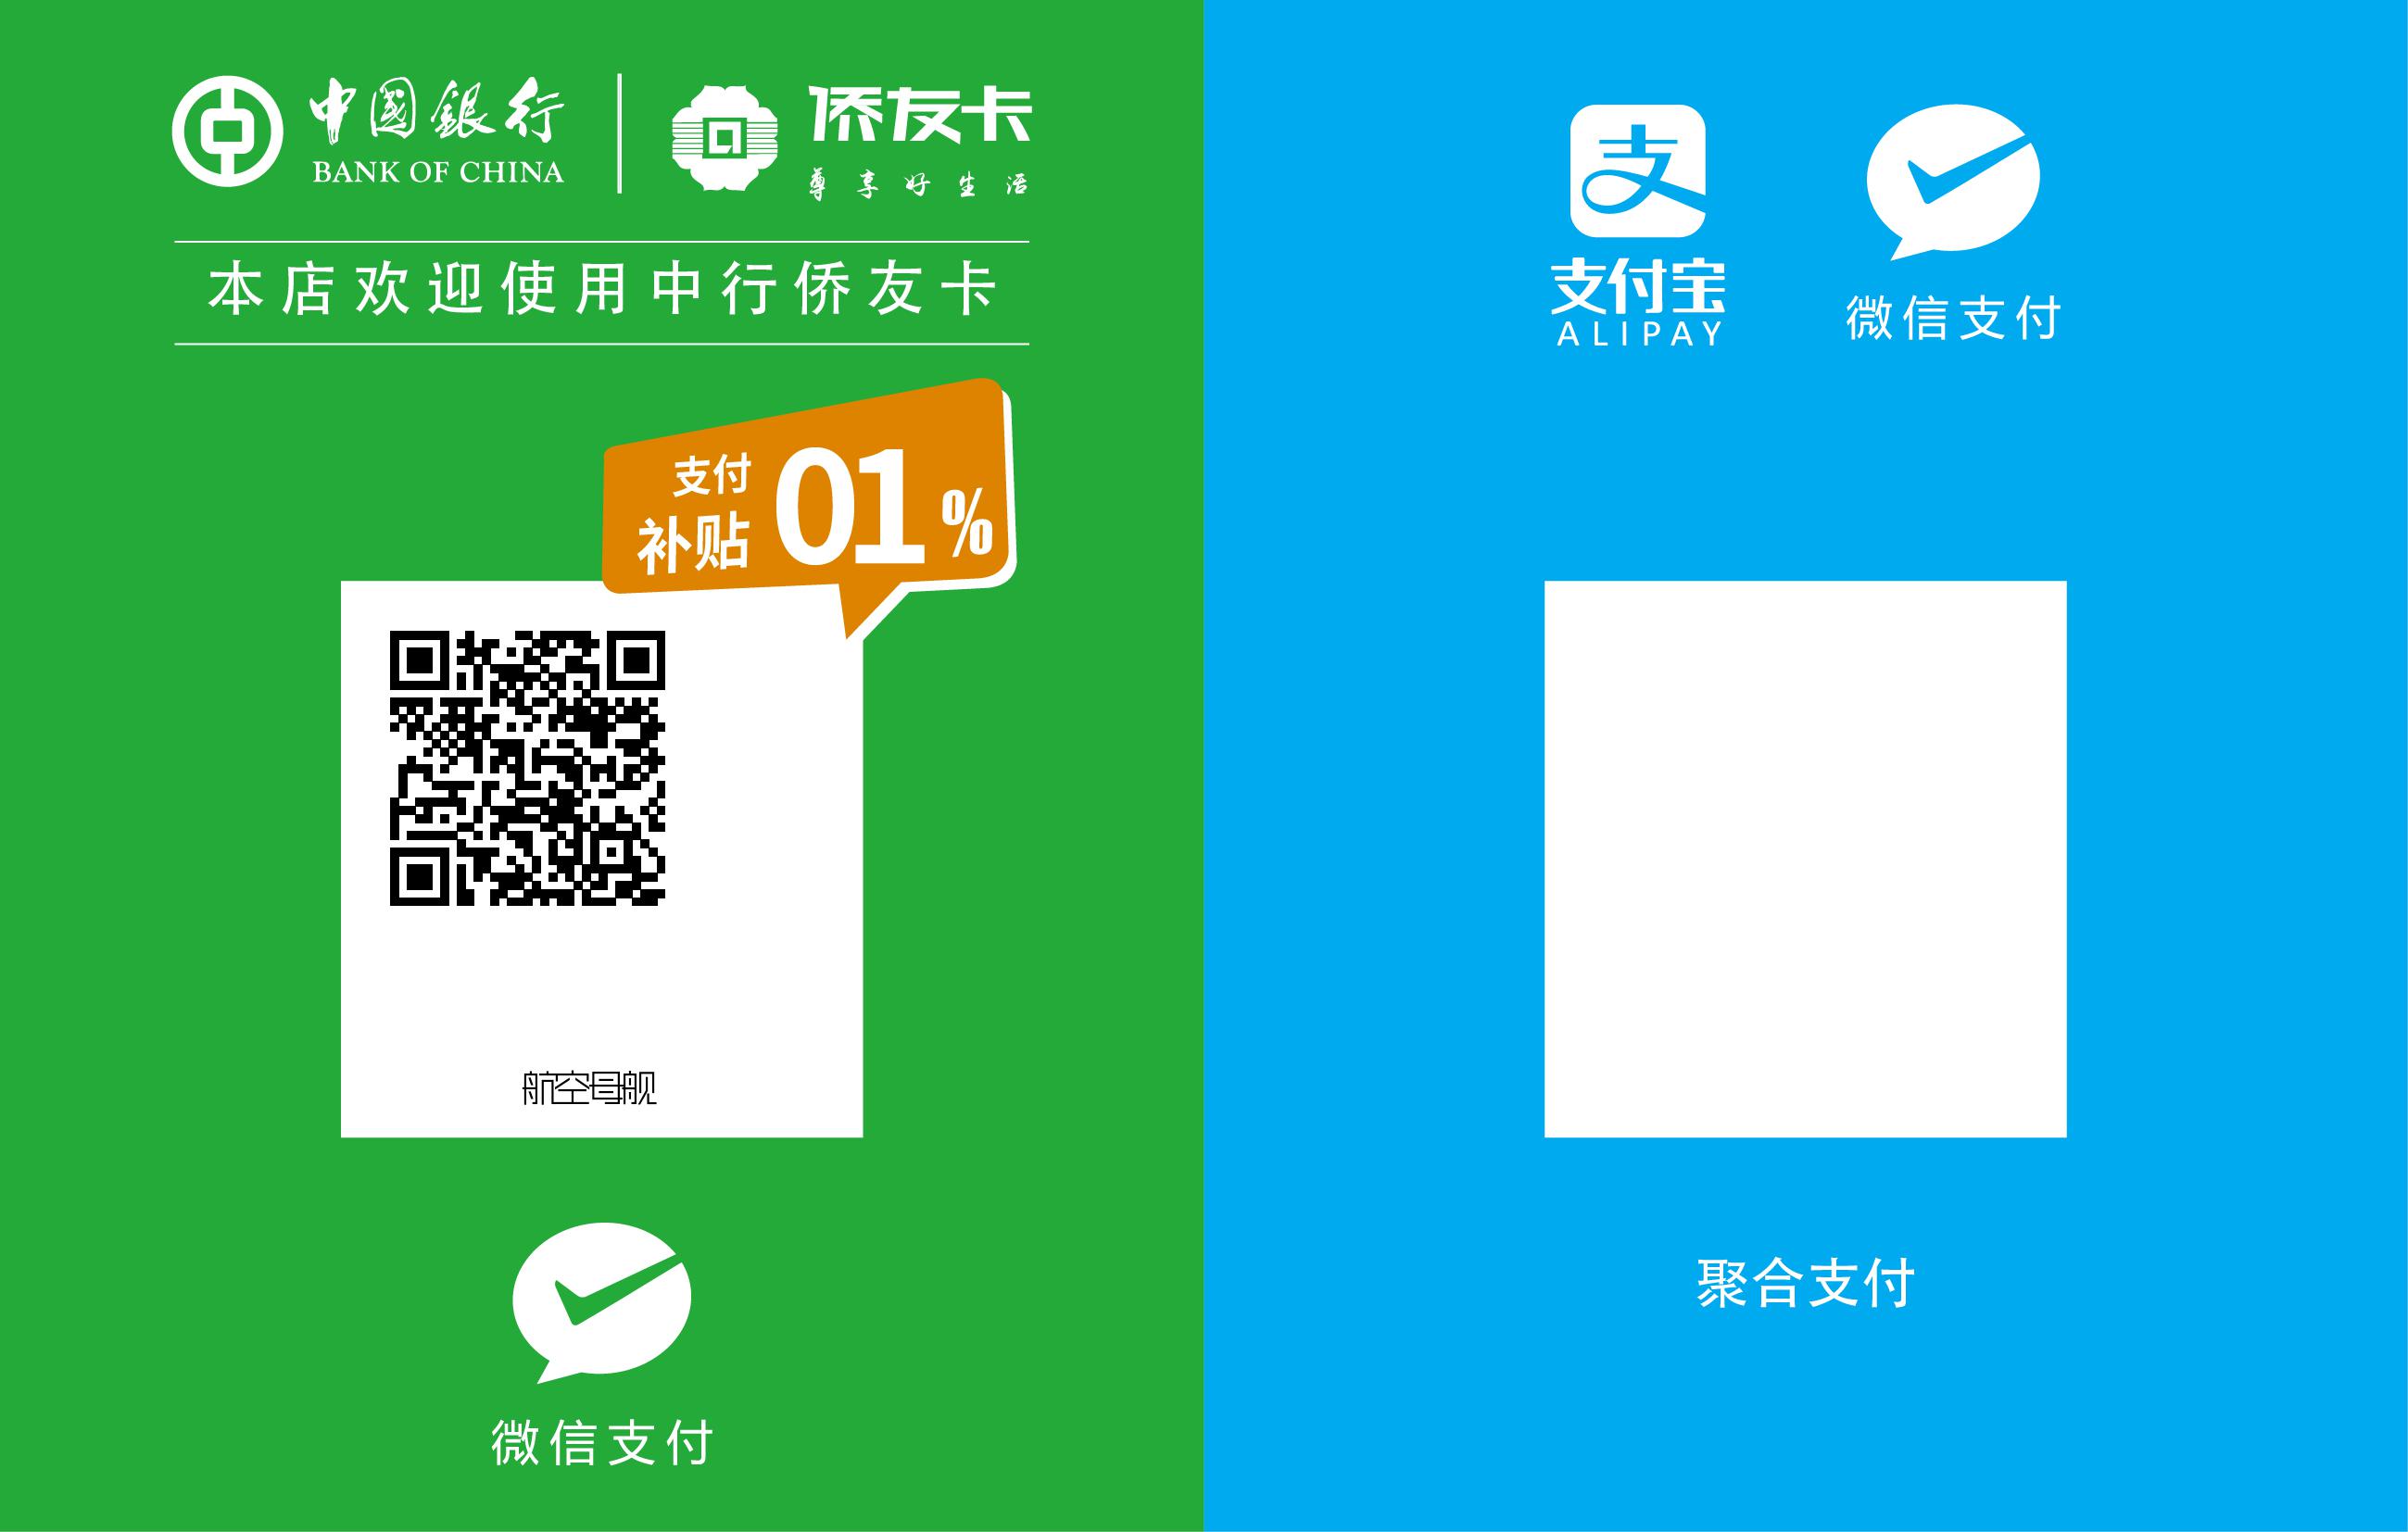 中国银行
BANK OF CHINA
侨友卡
尊享好生活
本店欢迎使用中行侨友卡
支付
补贴
01%
航空母舰
微信支付
支付宝
ALIPAY
微信支付
聚合支付